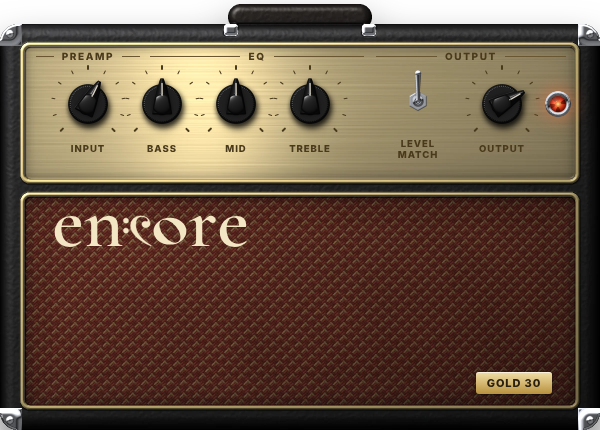 PREAMP EQ OUTPUT
INPUT BASS MID TREBLE LEVEL MATCH OUTPUT
encore
GOLD 30